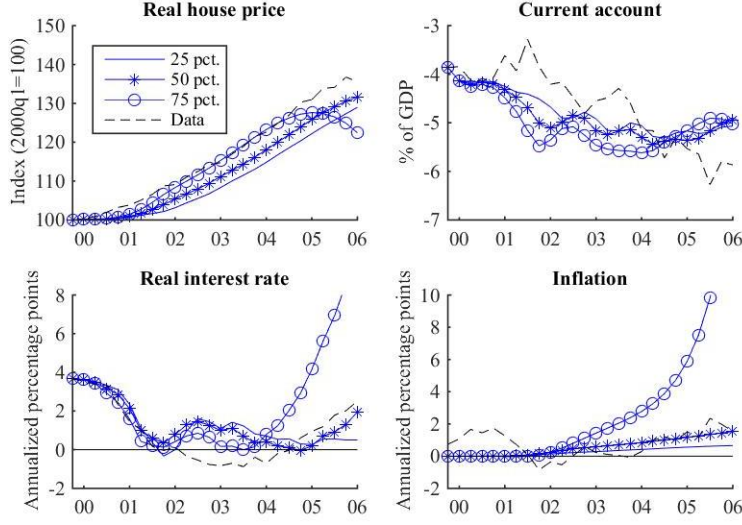 Real house price
Index (2000q1=100)
150
140
130
120
110
100
25 pct.
50 pct.
75 pct.
Data
00 01 02 03 04 05 06
Current account
% of GDP
-3
-4
-5
-6
-7
00 01 02 03 04 05 06
Real interest rate
Annualized percentage points
8
6
4
2
0
-2
00 01 02 03 04 05 06
Inflation
Annualized percentage points
10
8
6
4
2
0
-2
00 01 02 03 04 05 06